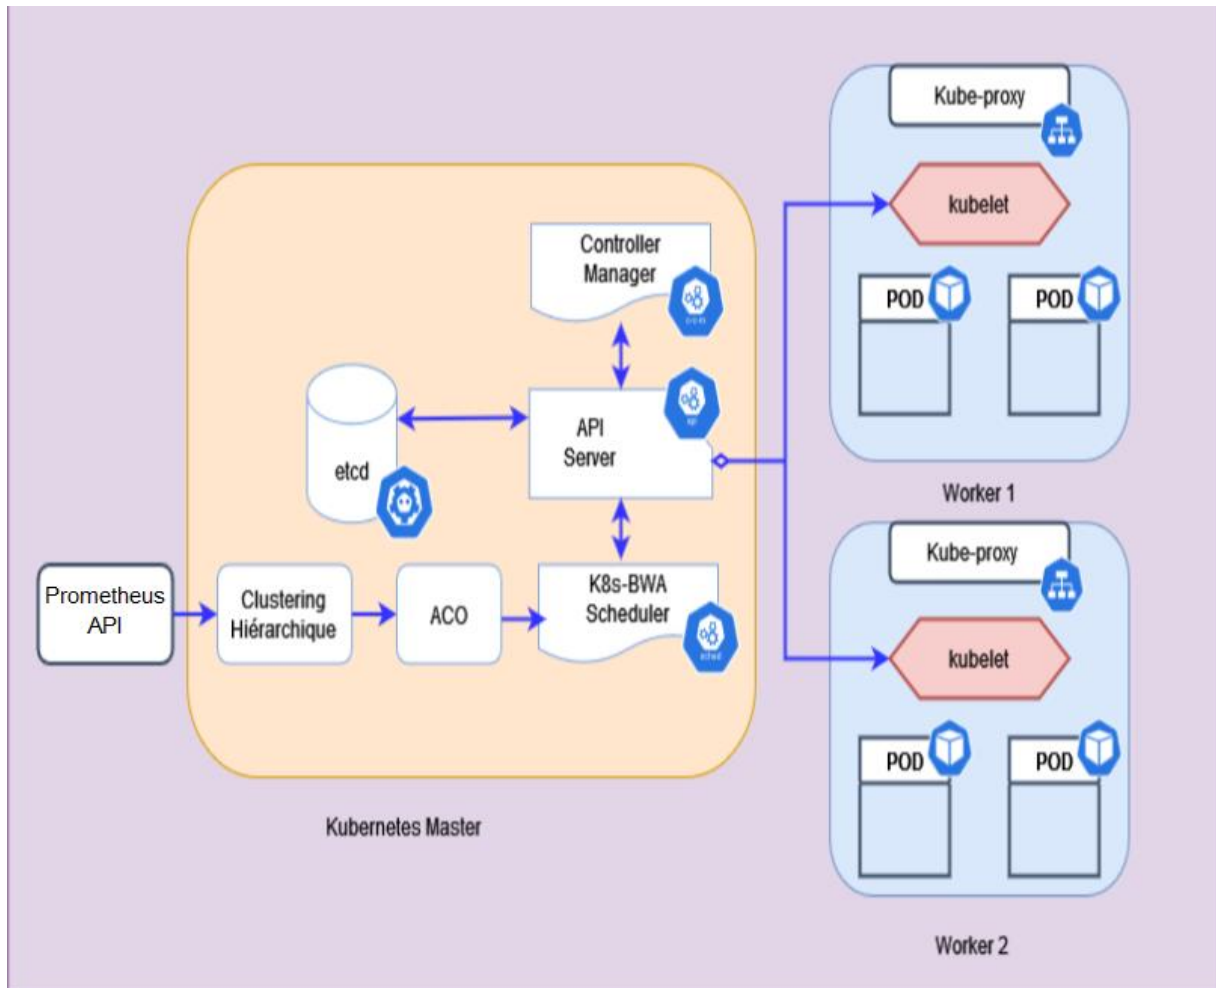 Kube-proxy
kubelet
POD
POD
Worker 1
Controller
Manager
API
Server
etcd
Prometheus
API
Clustering
Hiérarchique
ACO
K8s-BWA
Scheduler
Kubernetes Master
Kube-proxy
kubelet
POD
POD
Worker 2